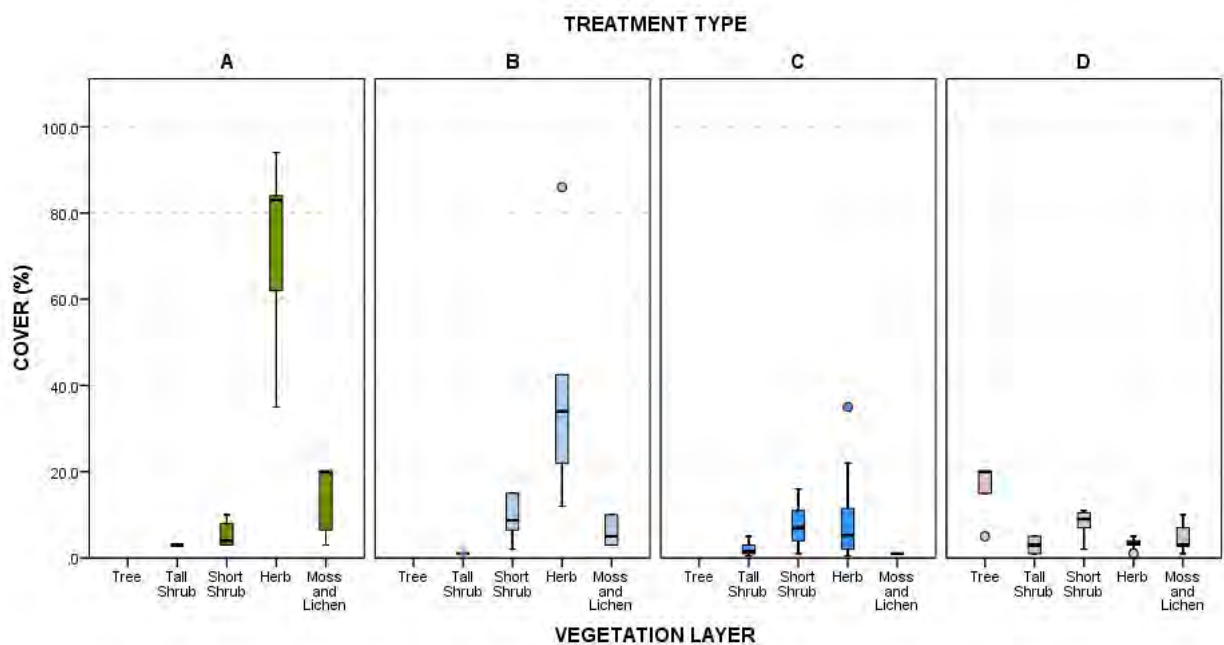 TREATMENT TYPE
A B C D
100.0
80.0
60.0
40.0
20.0
.0
COVER (%)
Tree Tall Short Herb Moss Tree Tall Short Herb Moss Tree Tall Short Herb Moss Tree Tall Short Herb Moss
Shrub Shrub and Shrub Shrub and Shrub Shrub and Shrub Shrub and
Lichen Lichen Lichen Lichen
VEGETATION LAYER